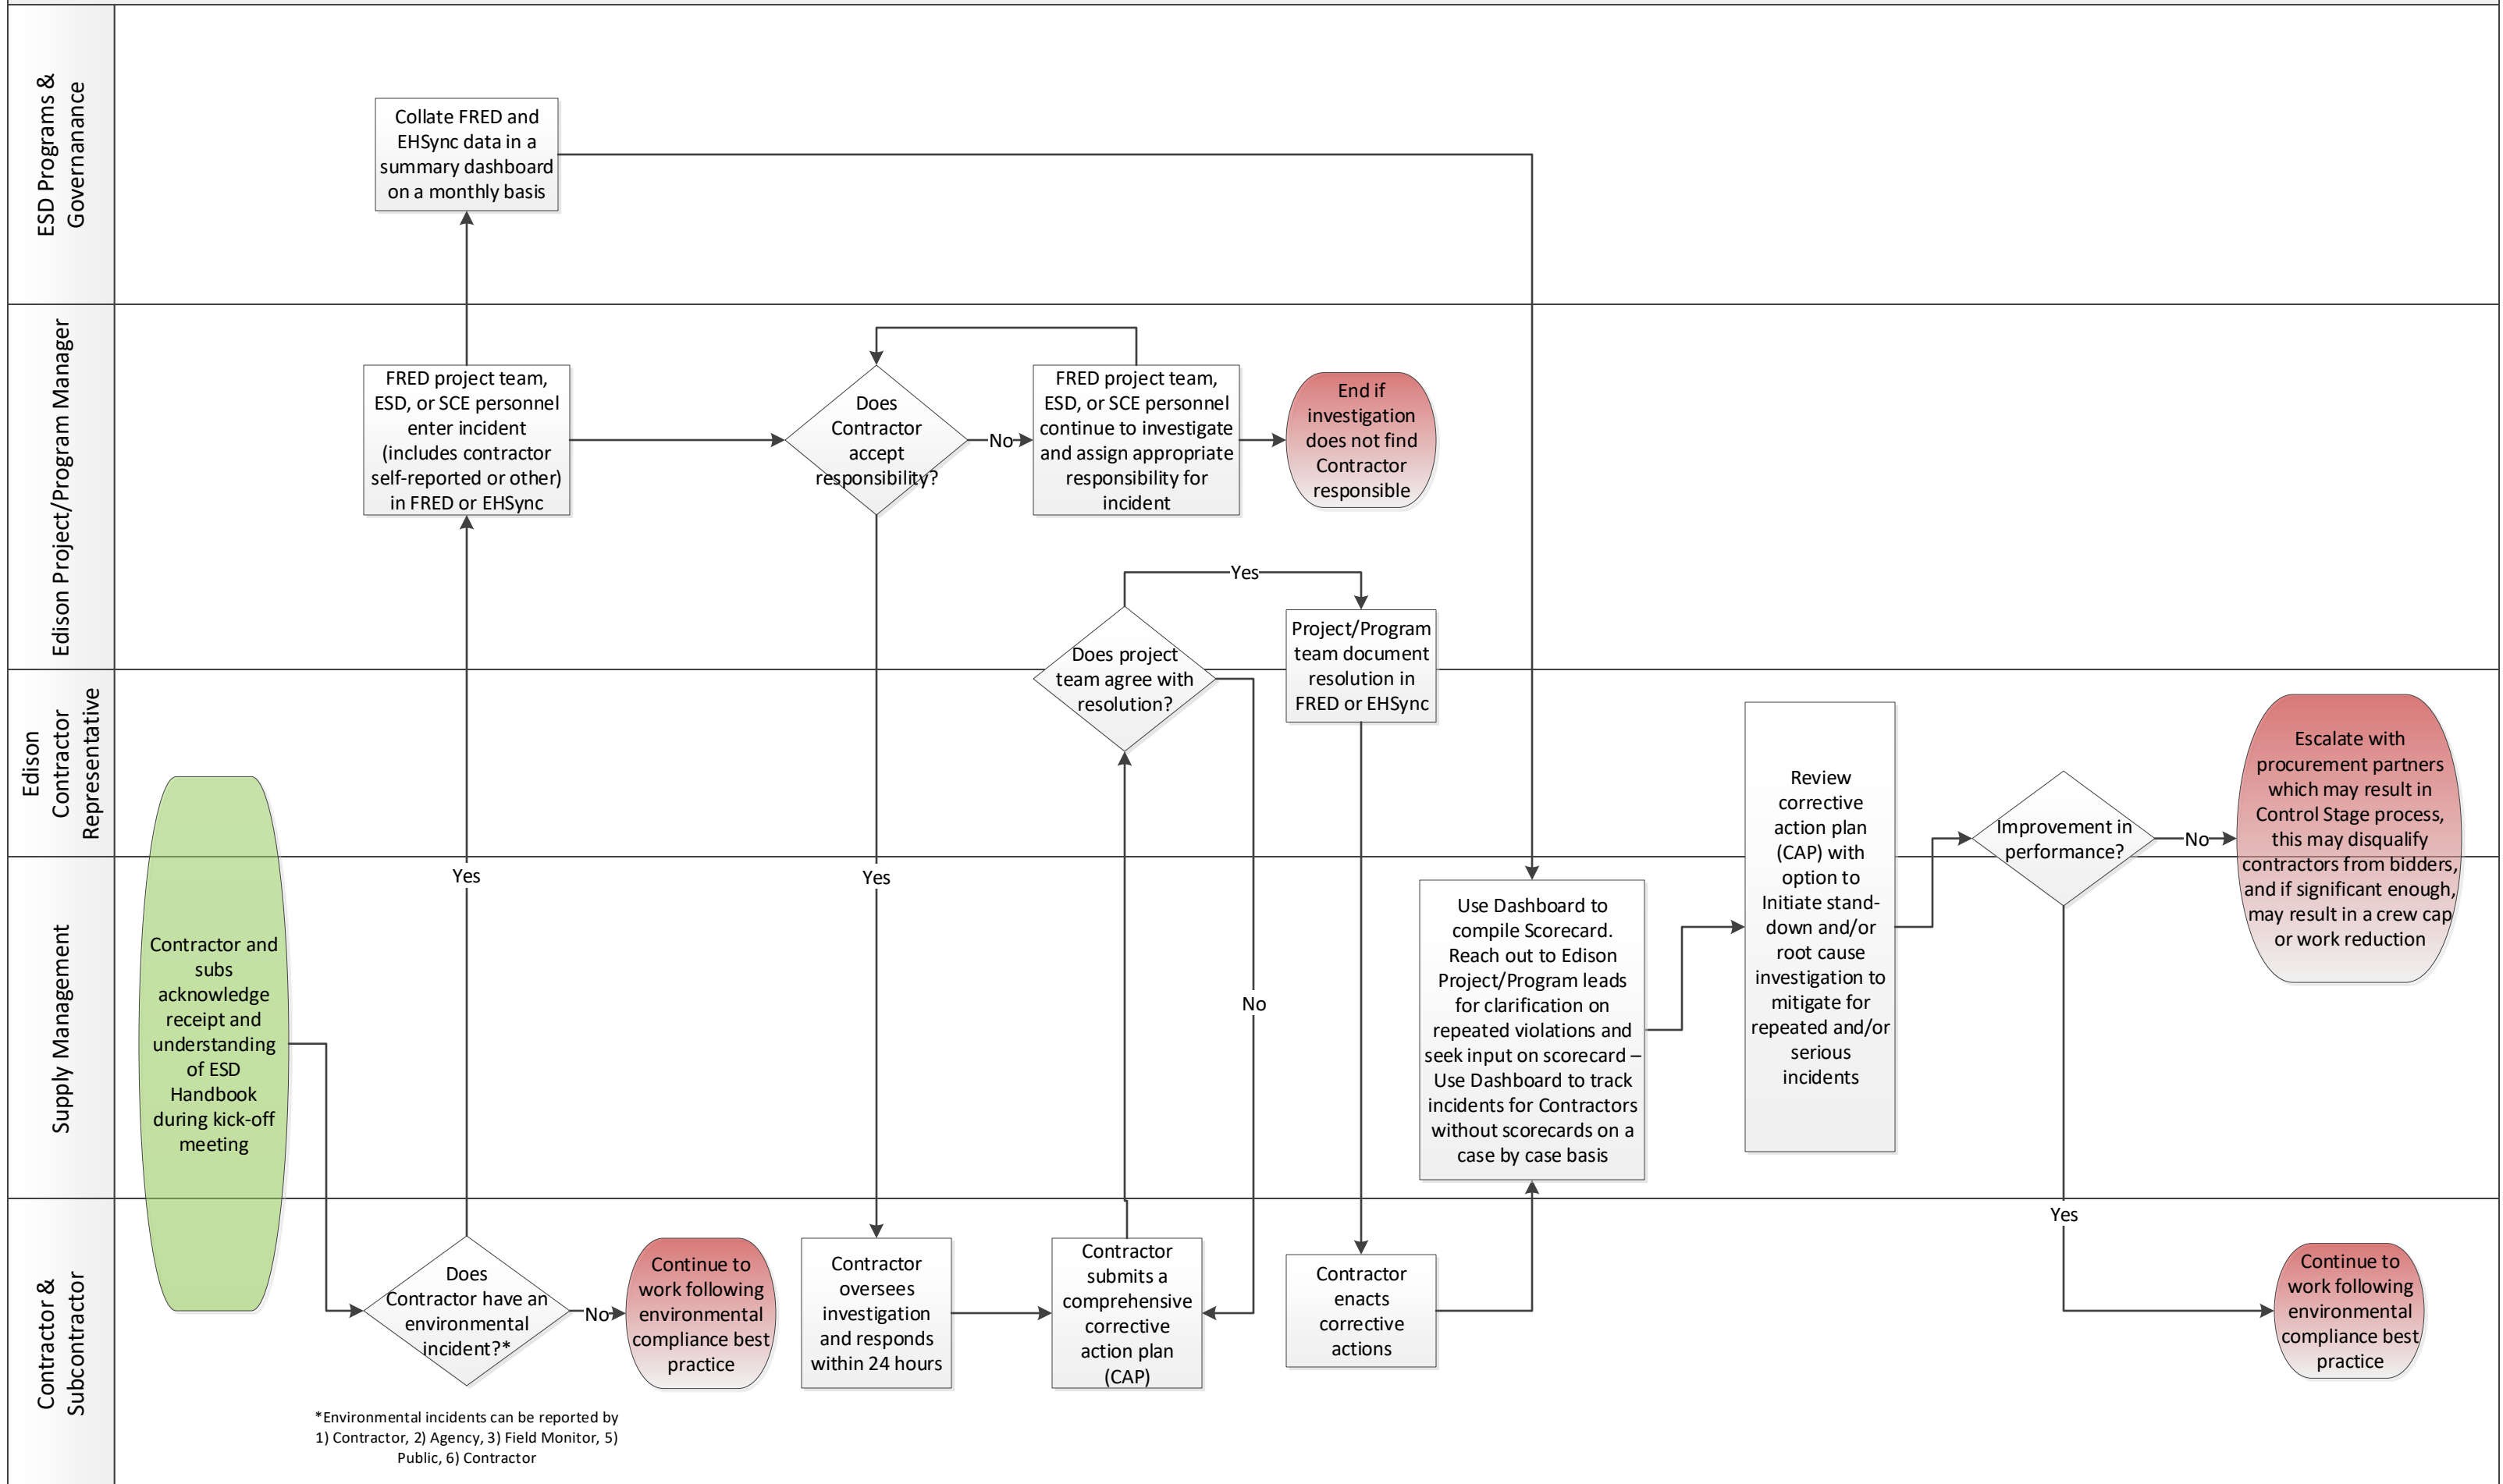 ESD Programs &
Governanance
Collate FRED and
EHSync data in a
summary dashboard
on a monthly basis
Edison Project/Program Manager
FRED project team,
ESD, or SCE personnel
enter incident
(includes contractor
self-reported or other)
in FRED or EHSync
Does
Contractor
accept
responsibility?
No
FRED project team,
ESD, or SCE personnel
continue to investigate
and assign appropriate
responsibility for
incident
End if
investigation
does not find
Contractor
responsible
Yes
Does project
team agree with
resolution?
Project/Program
team document
resolution in
FRED or EHSync
Edison
Contractor
Representative
Review
corrective
action plan
(CAP) with
option to
Initiate stand-
down and/or
root cause
investigation to
mitigate for
repeated and/or
serious
incidents
Improvement in
performance?
No
Escalate with
procurement partners
which may result in
Control Stage process,
this may disqualify
contractors from bidders,
and if significant enough,
may result in a crew cap
or work reduction
Supply Management
Contractor and
subs
acknowledge
receipt and
understanding
of ESD
Handbook
during kick-off
meeting
Yes
Yes
No
Use Dashboard to
compile Scorecard.
Reach out to Edison
Project/Program leads
for clarification on
repeated violations and
seek input on scorecard –
Use Dashboard to track
incidents for Contractors
without scorecards on a
case by case basis
Contractor &
Subcontractor
Does
Contractor have an
environmental
incident?*
No
Continue to
work following
environmental
compliance best
practice
Contractor
oversees
investigation
and responds
within 24 hours
Contractor
submits a
comprehensive
corrective
action plan
(CAP)
Contractor
enacts
corrective
actions
Yes
Continue to
work following
environmental
compliance best
practice
*Environmental incidents can be reported by
1) Contractor, 2) Agency, 3) Field Monitor, 5)
Public, 6) Contractor